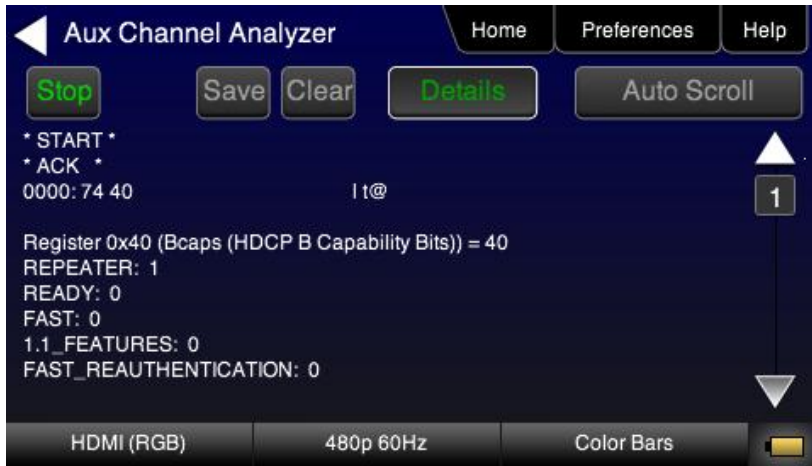 Aux Channel Analyzer Home Preferences Help
Stop Save Clear Details Auto Scroll
* START *
* ACK *
0000: 74 40 l t@
1
Register 0x40 (Bcaps (HDCP B Capability Bits)) = 40
REPEATER: 1
READY: 0
FAST: 0
1.1_FEATURES: 0
FAST_REAUTHENTICATION: 0
HDMI (RGB) 480p 60Hz Color Bars